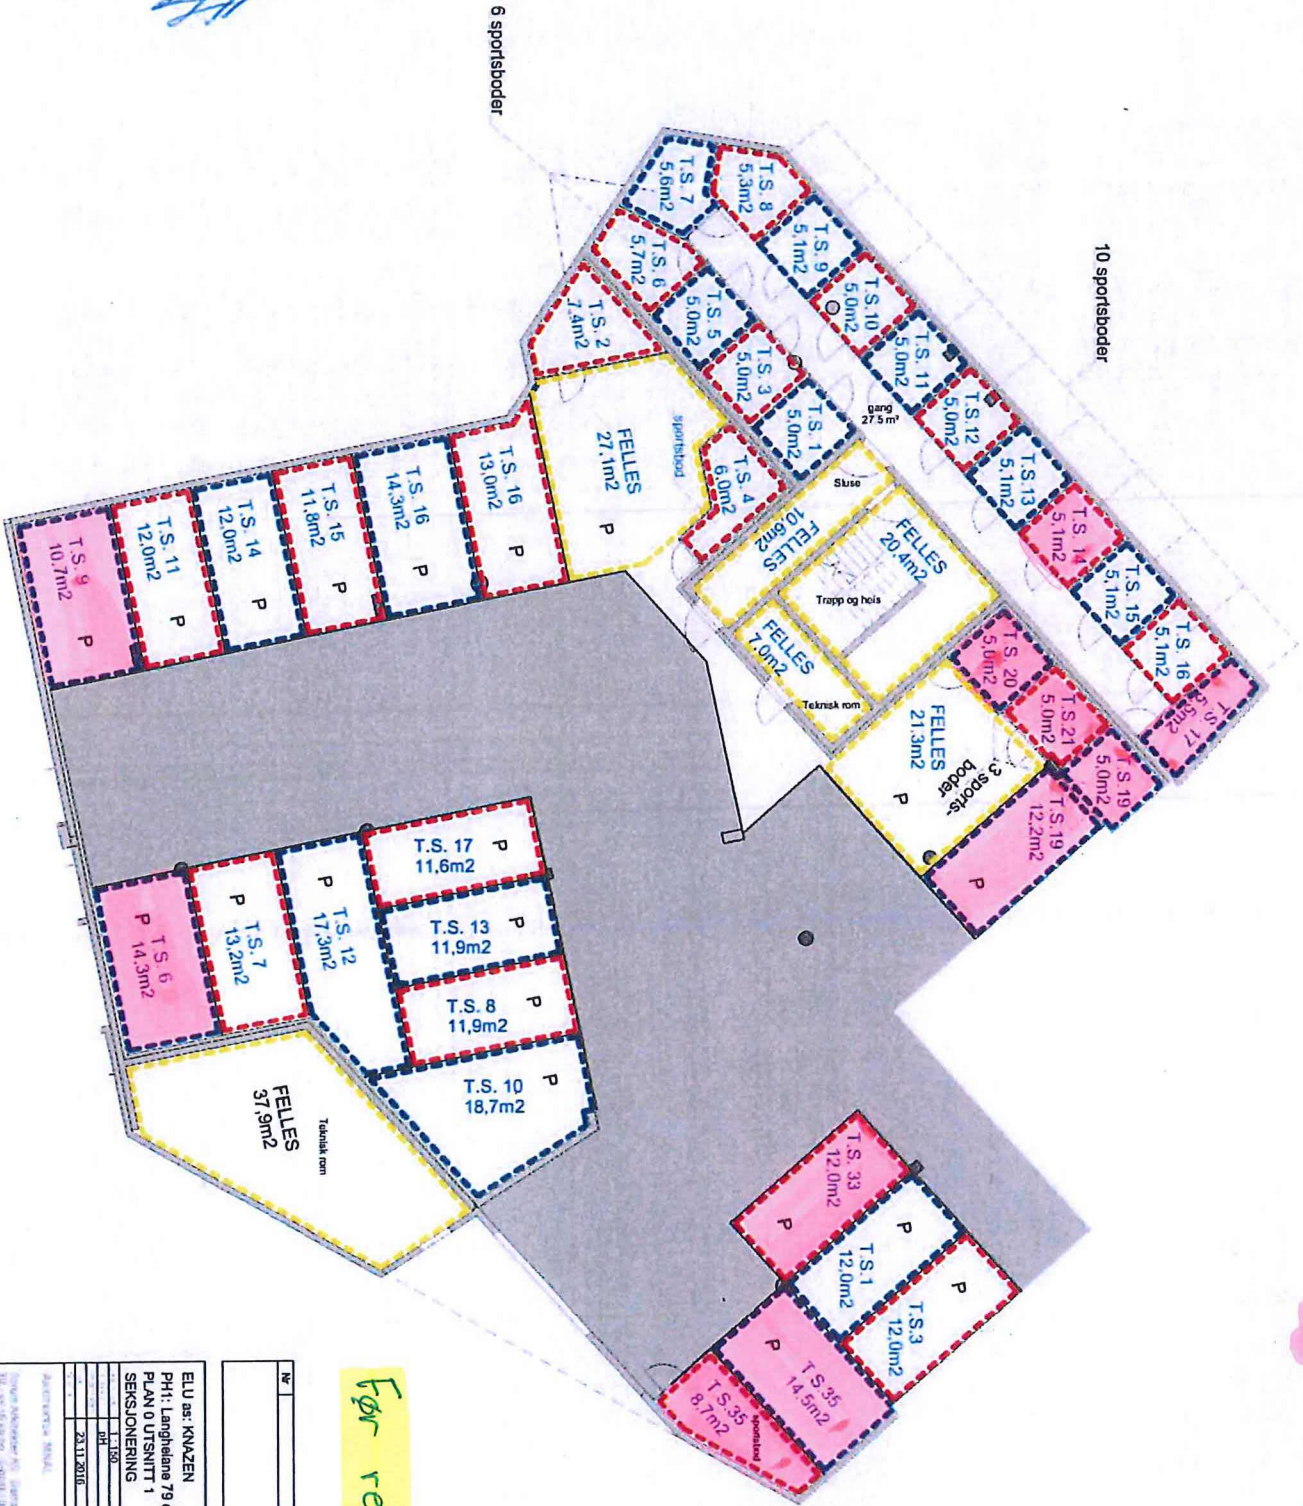 6 sportsboder
10 sportsboder
T.S. 7
5,6m2
T.S. 8
5,3m2
T.S. 9
5,1m2
T.S.10
5,0m2
T.S. 11
5,0m2
T.S.12
5,0m2
T.S. 13
5,1m2
T.S. 14
5,1m2
T.S. 15
5,1m2
T.S. 16
5,1m2
T.S. 17
T.S. 6
5,7m2
T.S. 5
5,0m2
T.S. 3
5,0m2
T.S. 1
5,0m2
gang
27.5 m²
T.S. 2
7,4m2
FELLES
27,1m2
P
sportsbod
T.S. 4
6,0m2
Sluse
FELLES
10,6m2
FELLES
20,4m2
Trapp og heis
FELLES
7,0m2
Teknisk rom
T.S. 20
5,0m2
T.S.21
5,0m2
T.S. 19
5,0m2
FELLES
21,3m2
P
3 sports-
boder
T.S.19
12,2m2
P
T.S. 16
13,0m2
P
T.S. 16
14,3m2
P
T.S. 15
11,8m2
P
T.S. 14
12,0m2
P
T.S. 11
12,0m2
P
T.S. 9
10,7m2
P
T.S. 17
11,6m2
P
T.S. 13
11,9m2
P
T.S. 8
11,9m2
P
T.S. 10
18,7m2
P
T.S. 12
17,3m2
P
T.S. 7
13,2m2
P
T.S. 6
14,3m2
P
FELLES
37,9m2
Teknisk rom
T.S. 33
12,0m2
P
T.S.1
12,0m2
P
T.S.3
12,0m2
P
T.S.35
14,5m2
P
T.S.35
8,7m2
sportsbod
Før re
Nr
ELU as: KNAZEN
PH1: Langhelane 79
PLAN 0 UTSNITT 1
SEKSJONERING
1:150
pH
23.11.2016